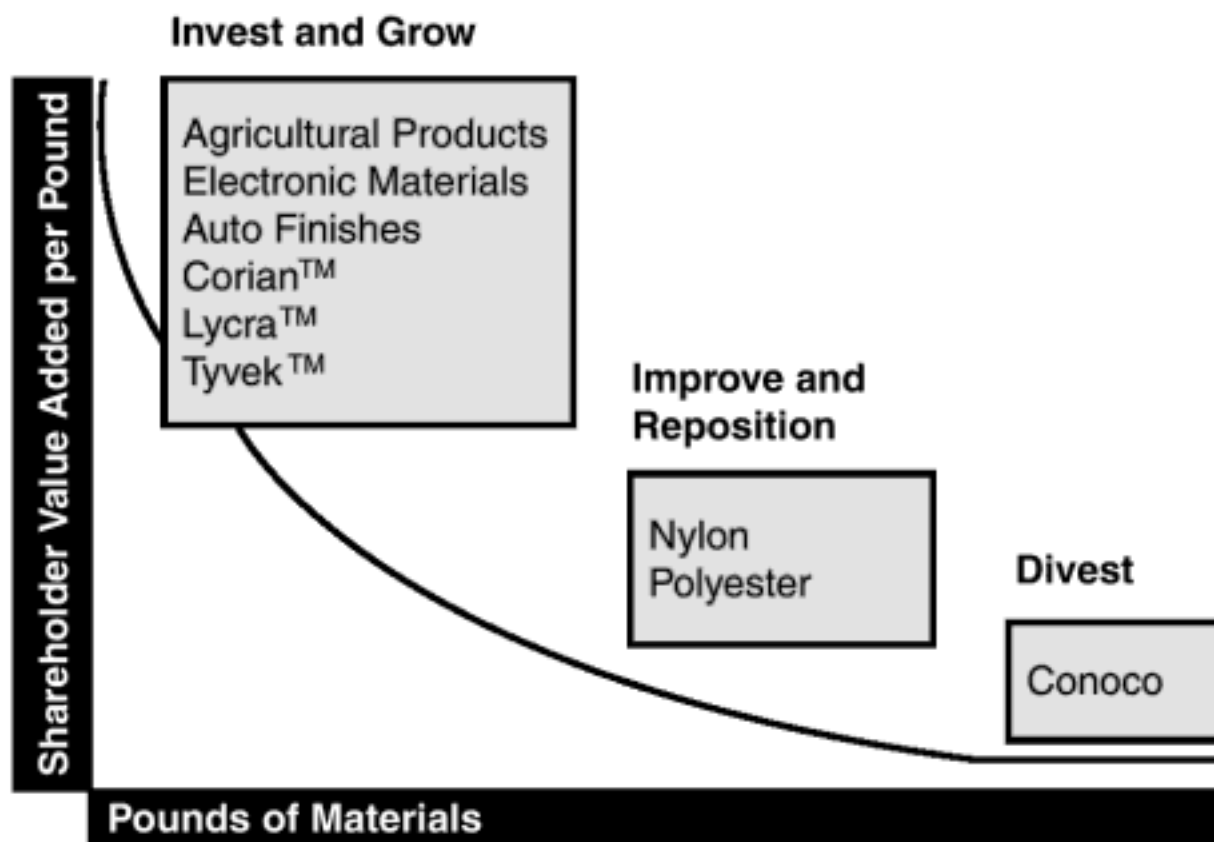 Invest and Grow
Shareholder Value Added per Pound
Agricultural Products
Electronic Materials
Auto Finishes
Corian™
Lycra™
Tyvek™
Improve and
Reposition
Nylon
Polyester
Divest
Conoco
Pounds of Materials